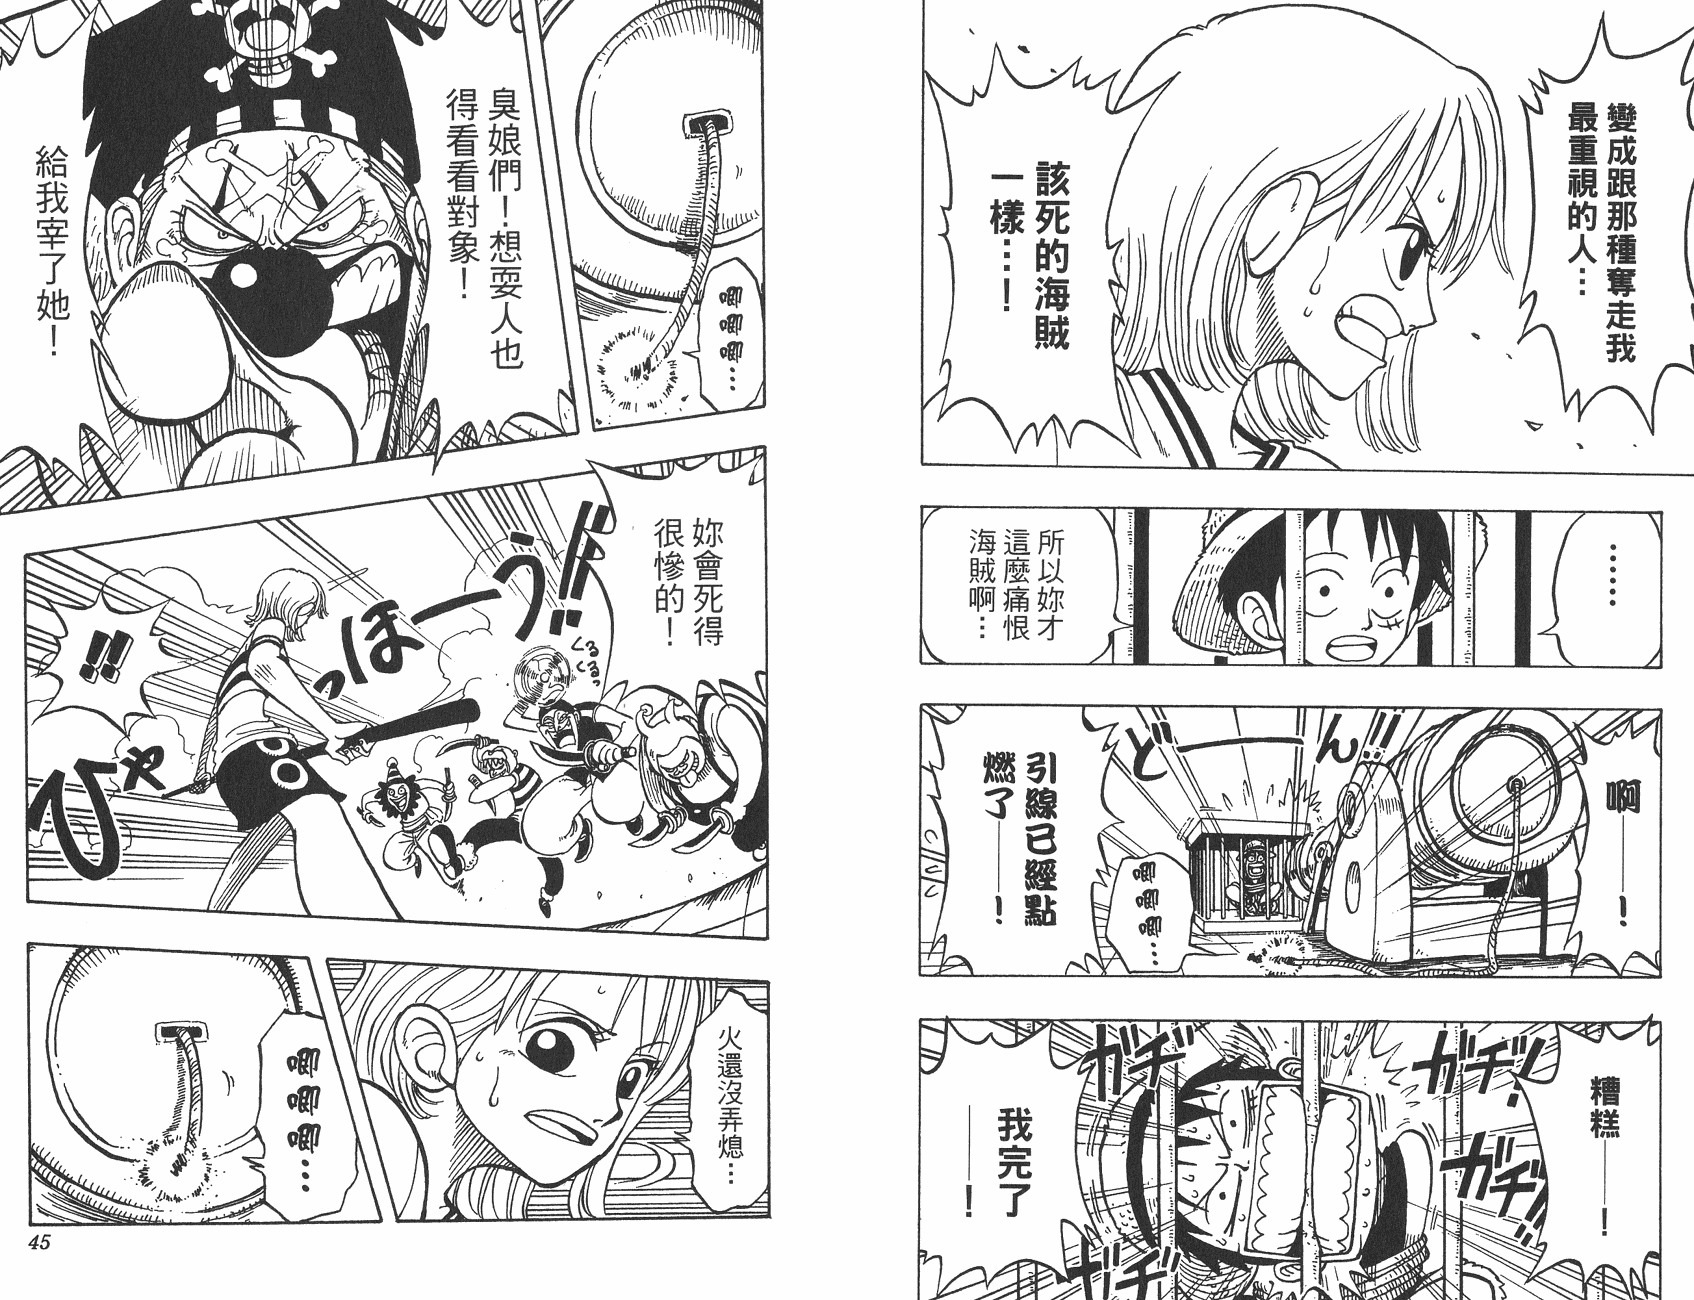 變成跟那種奪走我
最重視的人…
該死的海賊
一樣…！
……
所以妳才
這麼痛恨
海賊啊…
啊——！
どーん!!
引線已經點
燃了——！
唧唧唧…
糟糕——！
ガチ!
ガチ!
ガヂ!!
ガヂ!
我完了
——！
唧唧唧…
臭娘們！想耍人也
得看看對象！
給我宰了她！
妳會死得
很慘的！
っほーう!!
くるくるっ
!!
ひゃ
火還沒弄熄…
唧唧唧…
45